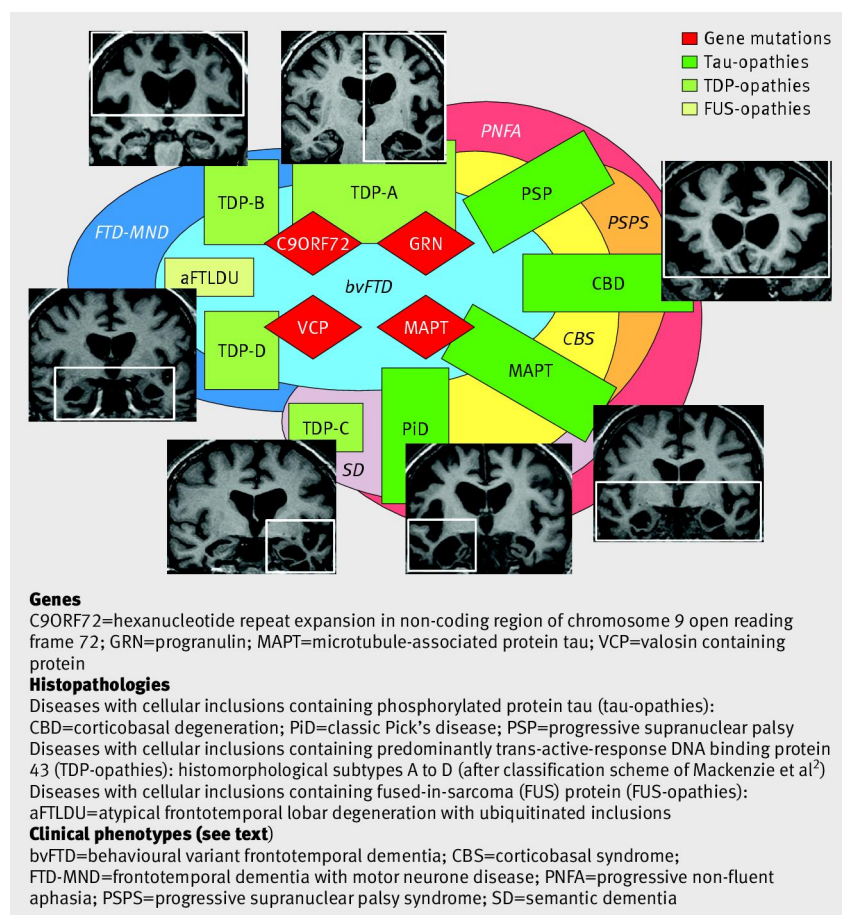 Gene mutations
Tau-opathies
TDP-opathies
FUS-opathies
PNFA
PSP
TDP-B
TDP-A
PSPS
FTD-MND
C9ORF72
GRN
aFTLDU
bvFTD
CBD
VCP
MAPT
CBS
TDP-D
MAPT
TDP-C
PiD
SD
Genes
C9ORF72=hexanucleotide repeat expansion in non-coding region of chromosome 9 open reading
frame 72; GRN=progranulin; MAPT=microtubule-associated protein tau; VCP=valosin containing
protein
Histopathologies
Diseases with cellular inclusions containing phosphorylated protein tau (tau-opathies):
CBD=corticobasal degeneration; PiD=classic Pick's disease; PSP=progressive supranuclear palsy
Diseases with cellular inclusions containing predominantly trans-active-response DNA binding protein
43 (TDP-opathies): histomorphological subtypes A to D (after classification scheme of Mackenzie et al²)
Diseases with cellular inclusions containing fused-in-sarcoma (FUS) protein (FUS-opathies):
aFTLDU=atypical frontotemporal lobar degeneration with ubiquitinated inclusions
Clinical phenotypes (see text)
bvFTD=behavioural variant frontotemporal dementia; CBS=corticobasal syndrome;
FTD-MND=frontotemporal dementia with motor neurone disease; PNFA=progressive non-fluent
aphasia; PSPS=progressive supranuclear palsy syndrome; SD=semantic dementia